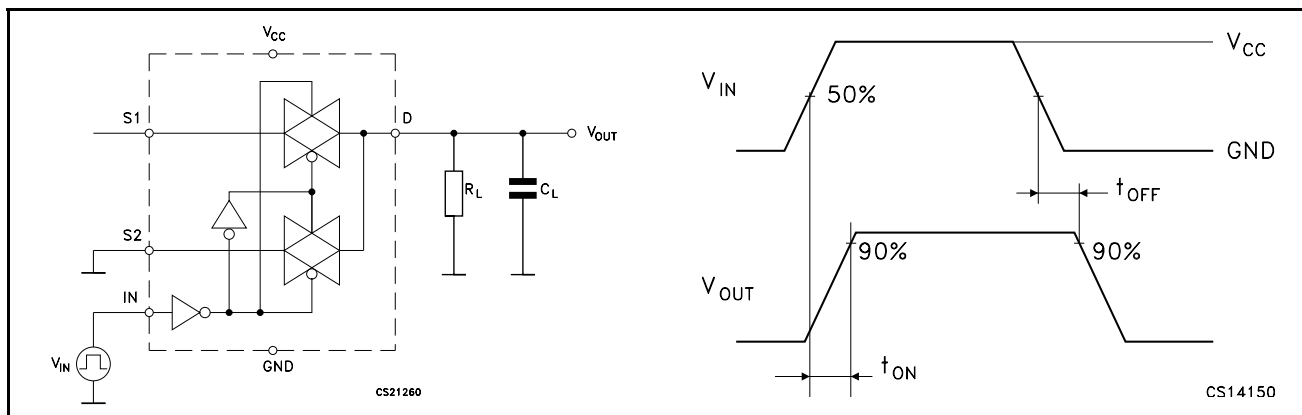 VCC
S1
D
VOUT
RL
CL
S2
IN
VIN
GND
CS21260
VIN
50%
VCC
GND
tOFF
90%
90%
VOUT
tON
CS14150